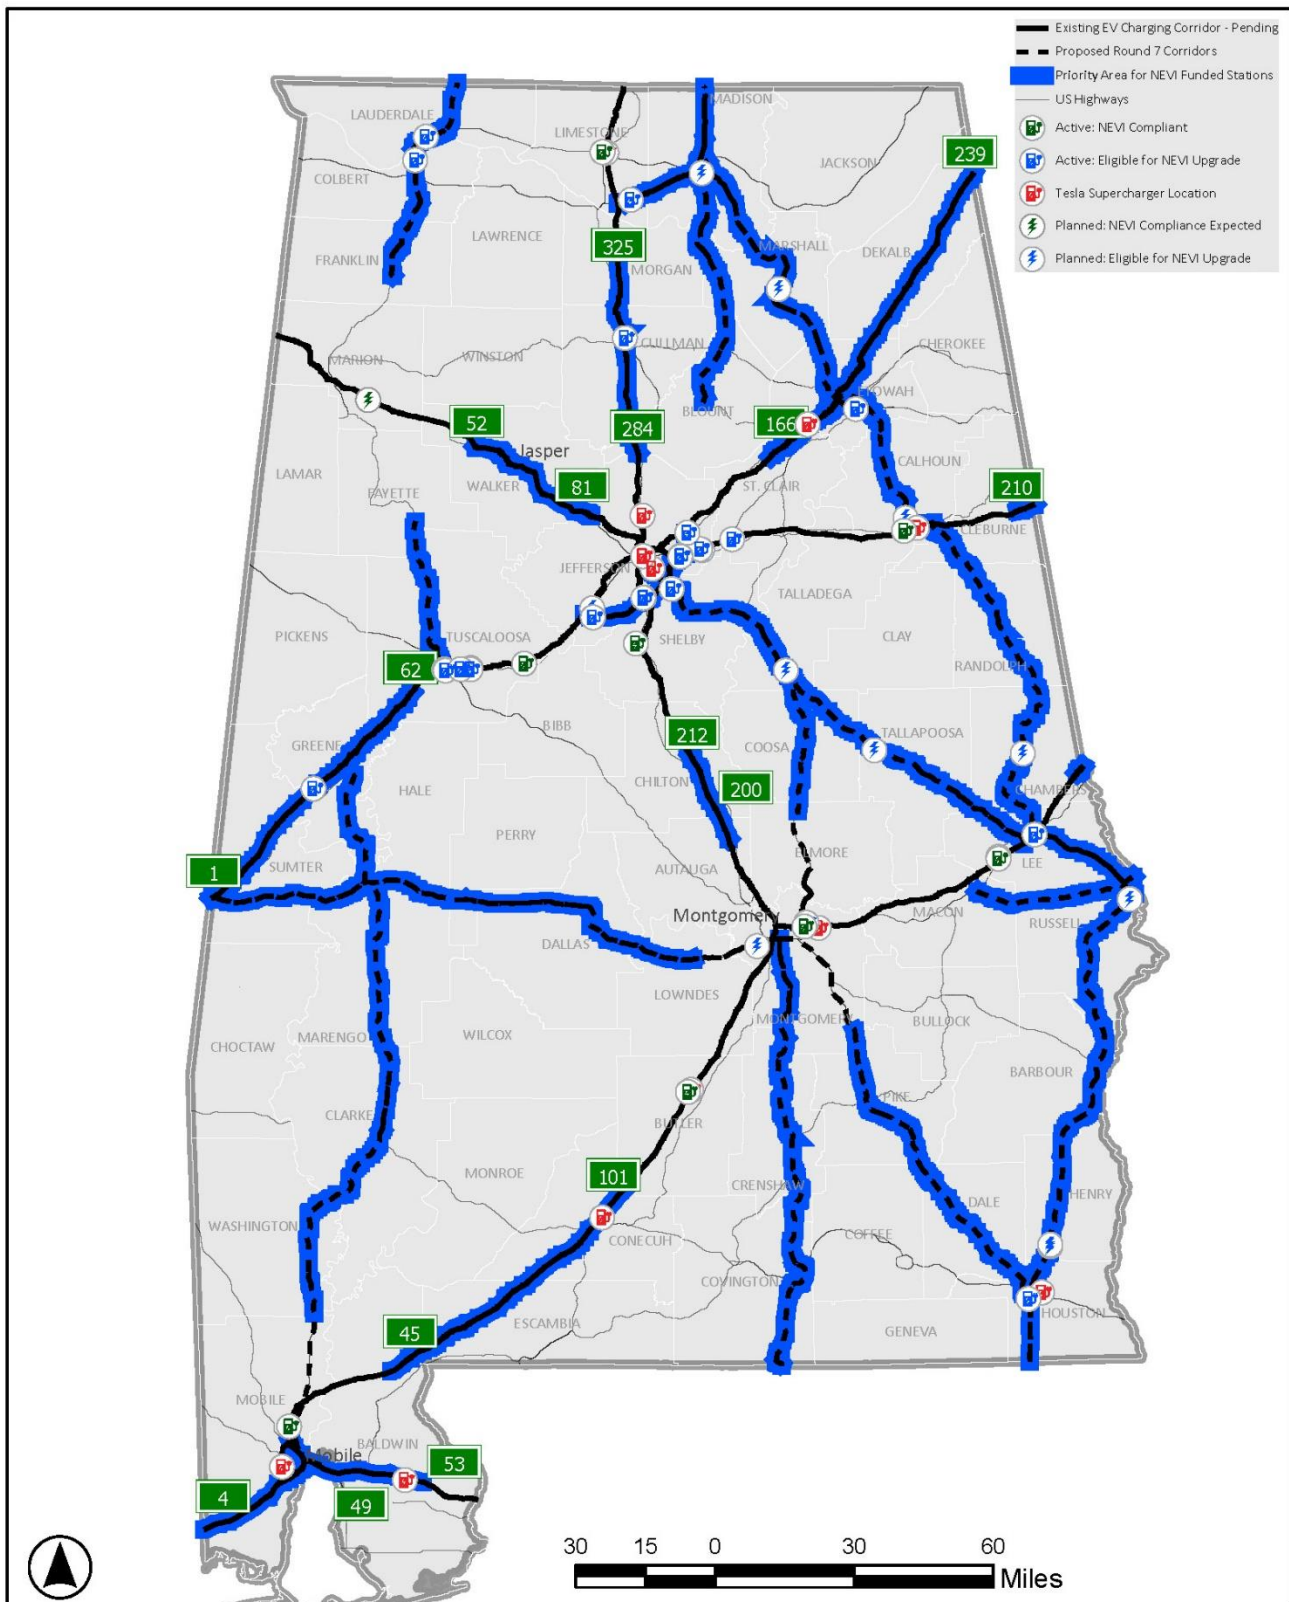 Existing EV Charging Corridor - Pending
Proposed Round 7 Corridors
Priority Area for NEVI Funded Stations
US Highways
Active: NEVI Compliant
Active: Eligible for NEVI Upgrade
Tesla Supercharger Location
Planned: NEVI Compliance Expected
Planned: Eligible for NEVI Upgrade
MADISON
LAUDERDALE
LIMESTONE
239
JACKSON
COLBERT
LAWRENCE
325
MARSHALL
DEKALB
FRANKLIN
MORGAN
CULLMAN
CHEROKEE
MARION
WINSTON
ETOWAH
BLOUNT
52
284
166
Jasper
CALHOUN
LAMAR
WALKER
81
ST. CLAIR
210
FAYETTE
CLEBURNE
JEFFERSON
TALLADEGA
PICKENS
TUSCALOOSA
SHELBY
CLAY
62
RANDOLPH
BIBB
212
TALLAPOOSA
GREENE
COOSA
CHILTON
200
HALE
CHAMBERS
PERRY
ELMORE
1
SUMTER
AUTAUGA
LEE
Montgomery
MACON
RUSSELL
DALLAS
LOWNDES
MONTGOMERY
BULLOCK
CHOCTAW
MARENGO
WILCOX
BARBOUR
PIKE
CLARKE
BUTLER
MONROE
101
CRENSHAW
HENRY
DALE
WASHINGTON
CONECUH
COFFEE
COVINGTON
HOUSTON
45
ESCAMBIA
GENEVA
MOBILE
BALDWIN
Mobile
53
4
49
30 15 0 30 60
Miles